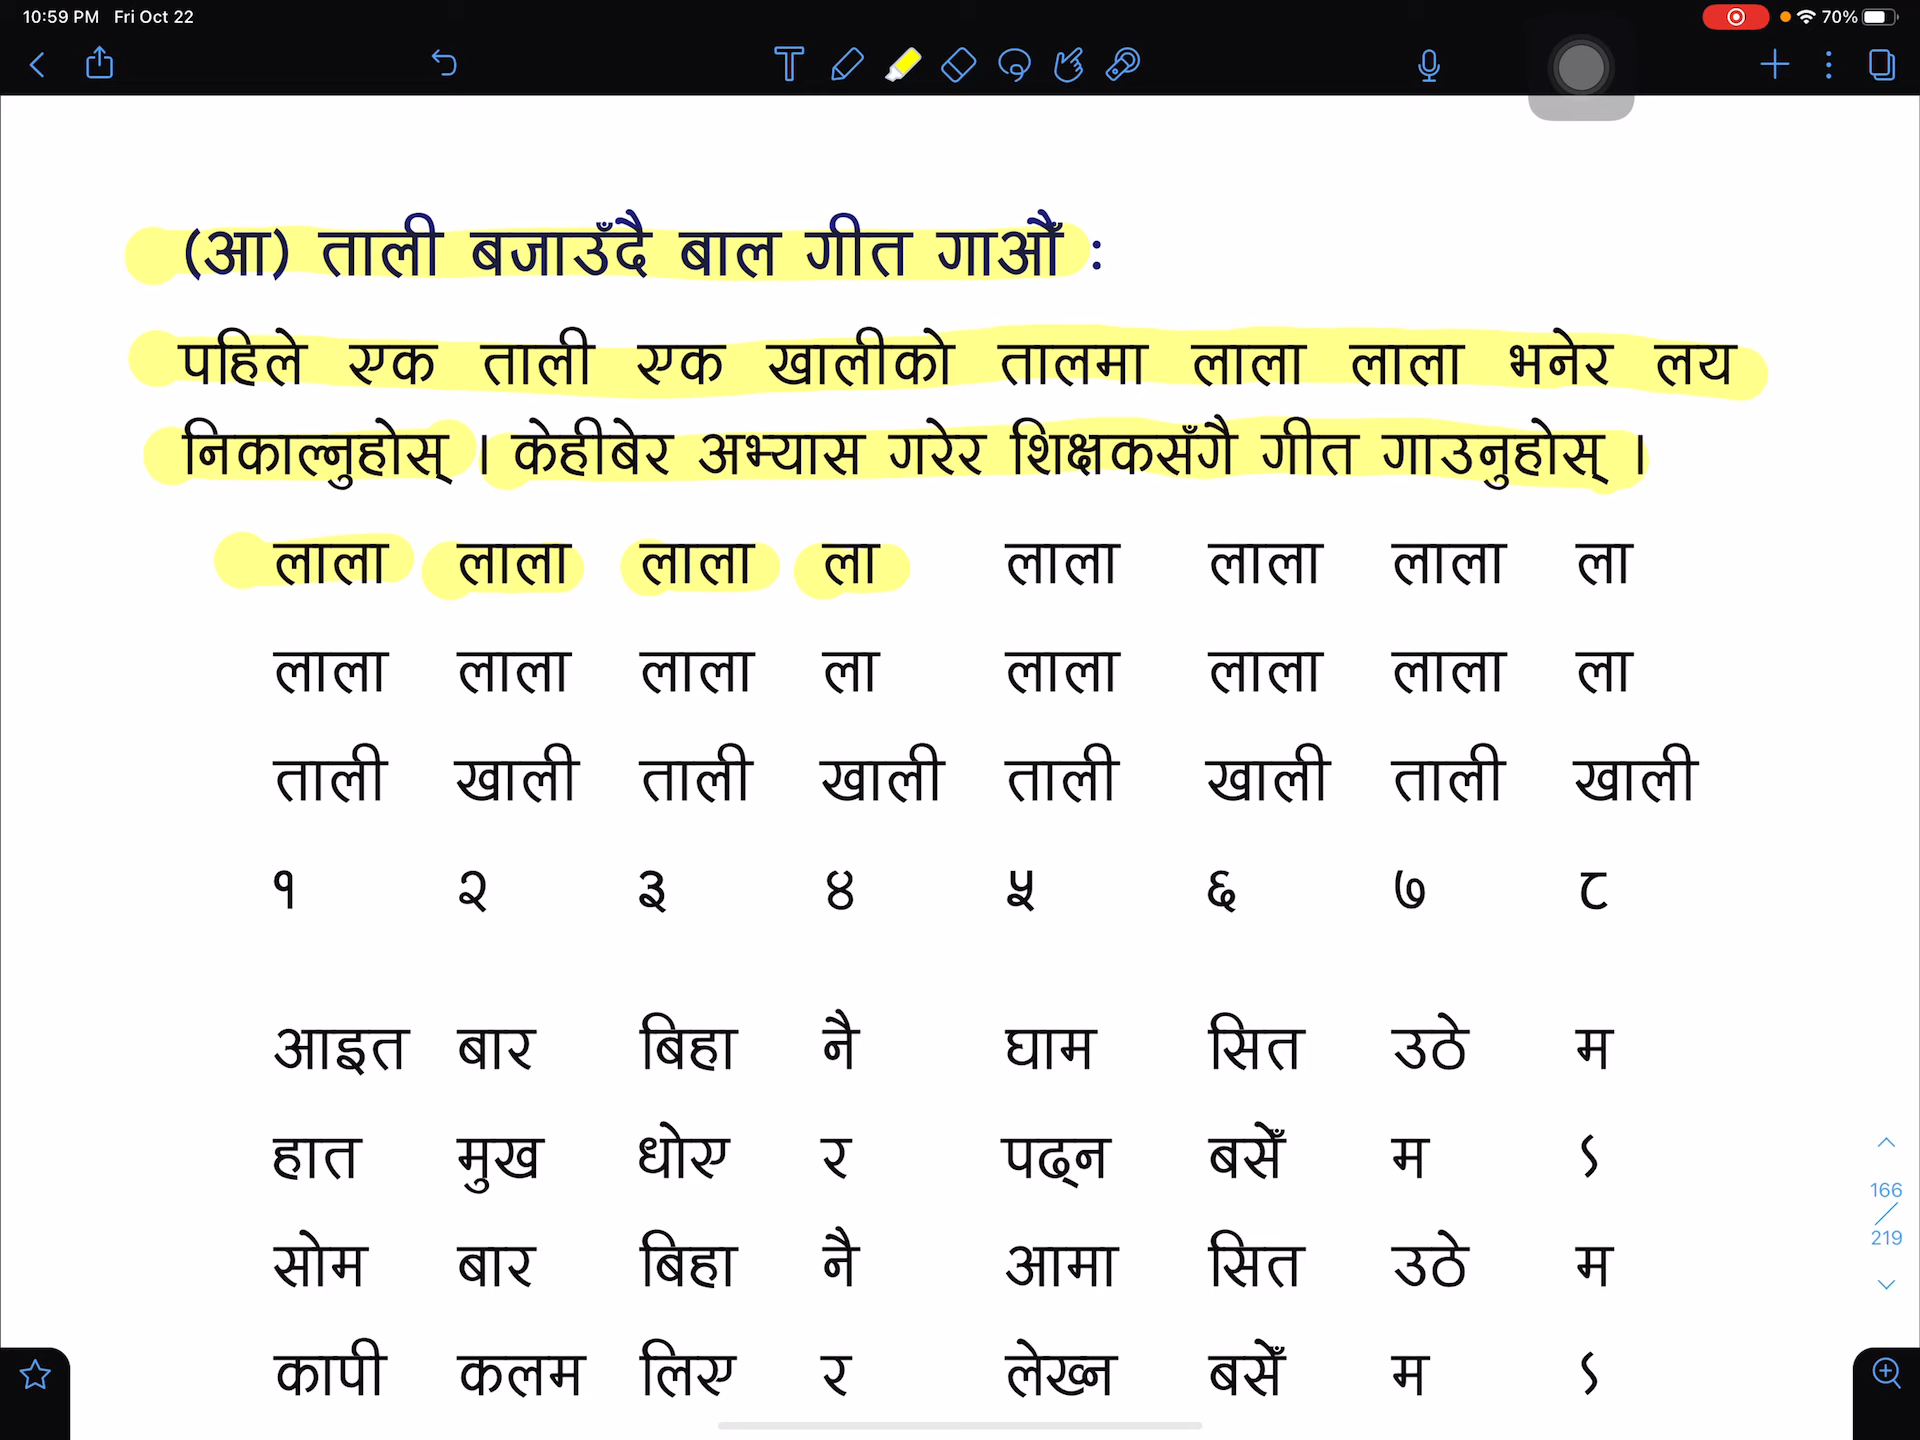 10:59 PM Fri Oct 22 70%
(आ) ताली बजाउँदै बाल गीत गाऔँ :
पहिले एक ताली एक खालीको तालमा लाला लाला भनेर लय
निकाल्नुहोस् । केहीबेर अभ्यास गरेर शिक्षकसँगै गीत गाउनुहोस् ।
लाला लाला लाला ला लाला लाला लाला ला
लाला लाला लाला ला लाला लाला लाला ला
ताली खाली ताली खाली ताली खाली ताली खाली
१ २ ३ ४ ५ ६ ७ ८
आइत बार बिहा नै घाम सित उठे म
हात मुख धोए र पढ्न बसेँ म ऽ
सोम बार बिहा नै आमा सित उठे म
कापी कलम लिए र लेख्न बसेँ म ऽ
166
/
219